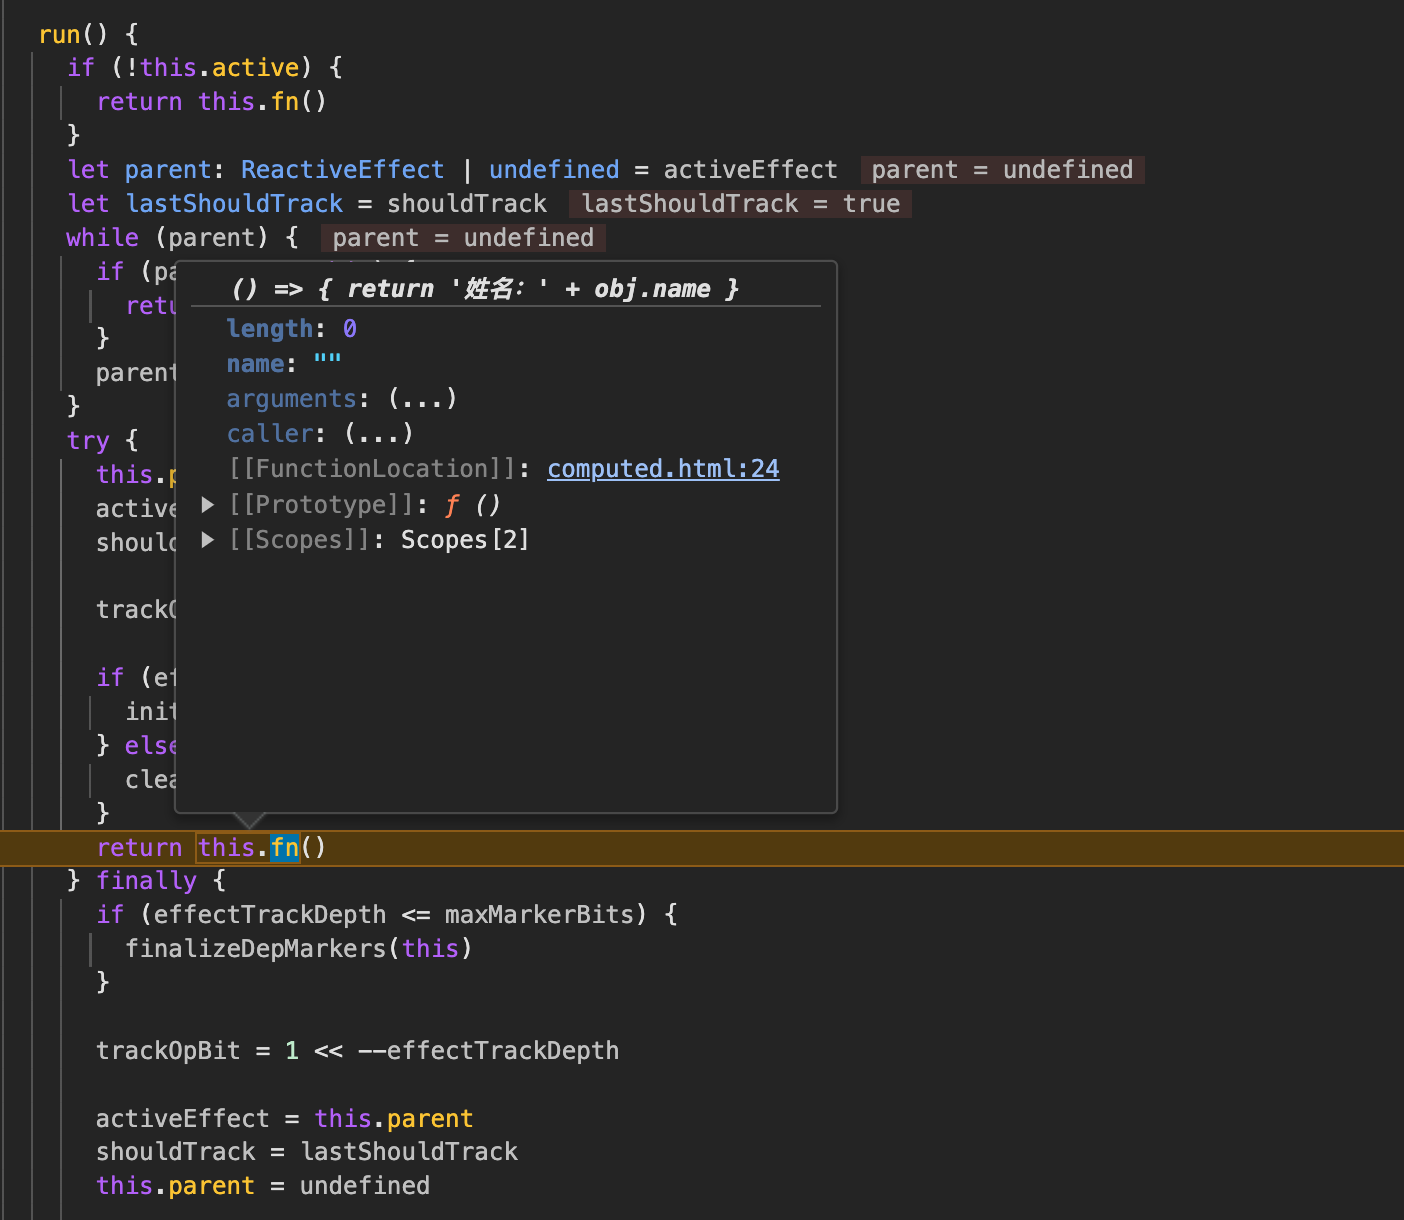 run() {
if (!this.active) {
return this.fn()
}
let parent: ReactiveEffect | undefined = activeEffect parent = undefined
let lastShouldTrack = shouldTrack lastShouldTrack = true
while (parent) { parent = undefined
if (pa
retu
}
parent
}
try {
this.p
active
should
trackO
if (ef
init
} else
clea
}
() => { return '姓名：' + obj.name }
length: 0
name: ""
arguments: (...)
caller: (...)
[[FunctionLocation]]: computed.html:24
[[Prototype]]: ƒ ()
[[Scopes]]: Scopes[2]
return this.fn()
} finally {
if (effectTrackDepth <= maxMarkerBits) {
finalizeDepMarkers(this)
}
trackOpBit = 1 << --effectTrackDepth
activeEffect = this.parent
shouldTrack = lastShouldTrack
this.parent = undefined